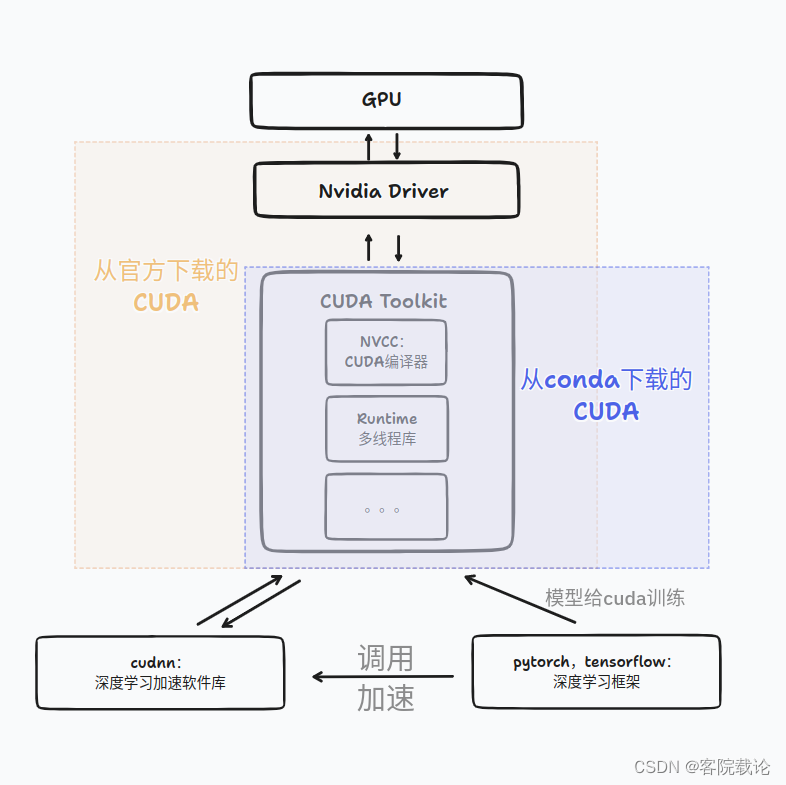 GPU
Nvidia Driver
从官方下载的
CUDA
CUDA Toolkit
NVCC：
CUDA编译器
从conda下载的
CUDA
Runtime
多线程库
。。。
模型给cuda训练
cudnn：
深度学习加速软件库
调用
加速
pytorch，tensorflow：
深度学习框架
CSDN @客院载论